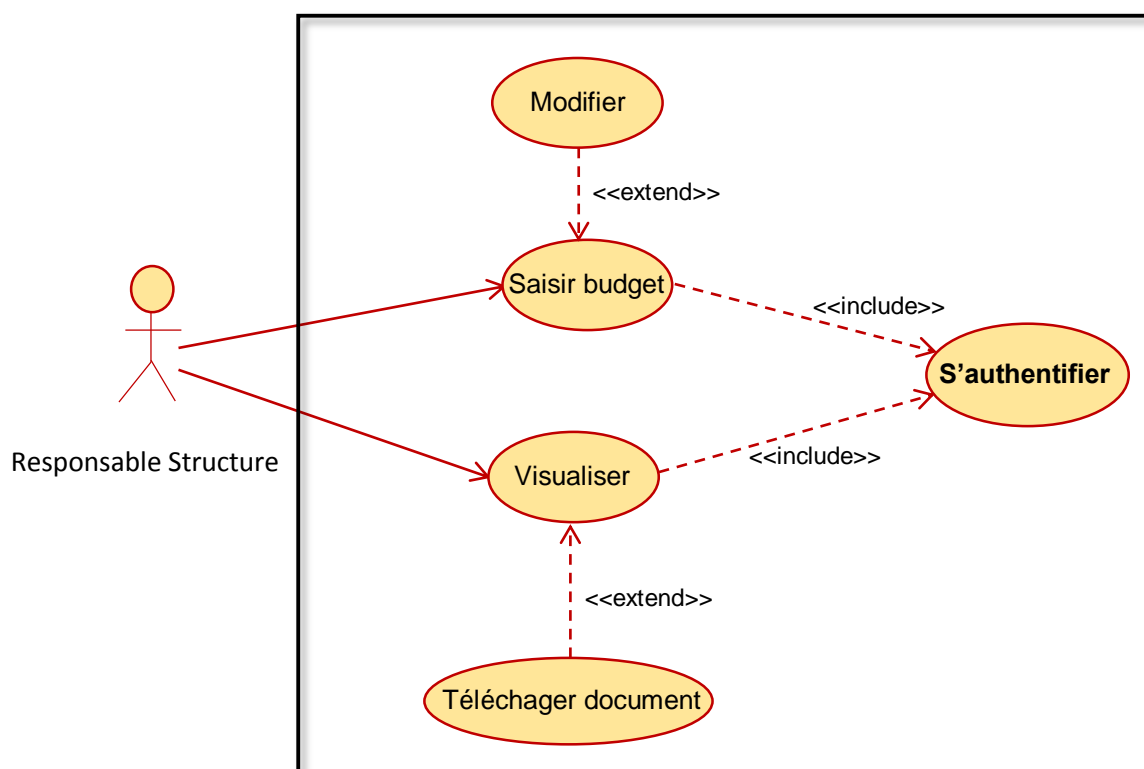 Modifier
<<extend>>
Saisir budget
<<include>>
S'authentifier
Responsable Structure
Visualiser
<<include>>
<<extend>>
Téléchager document